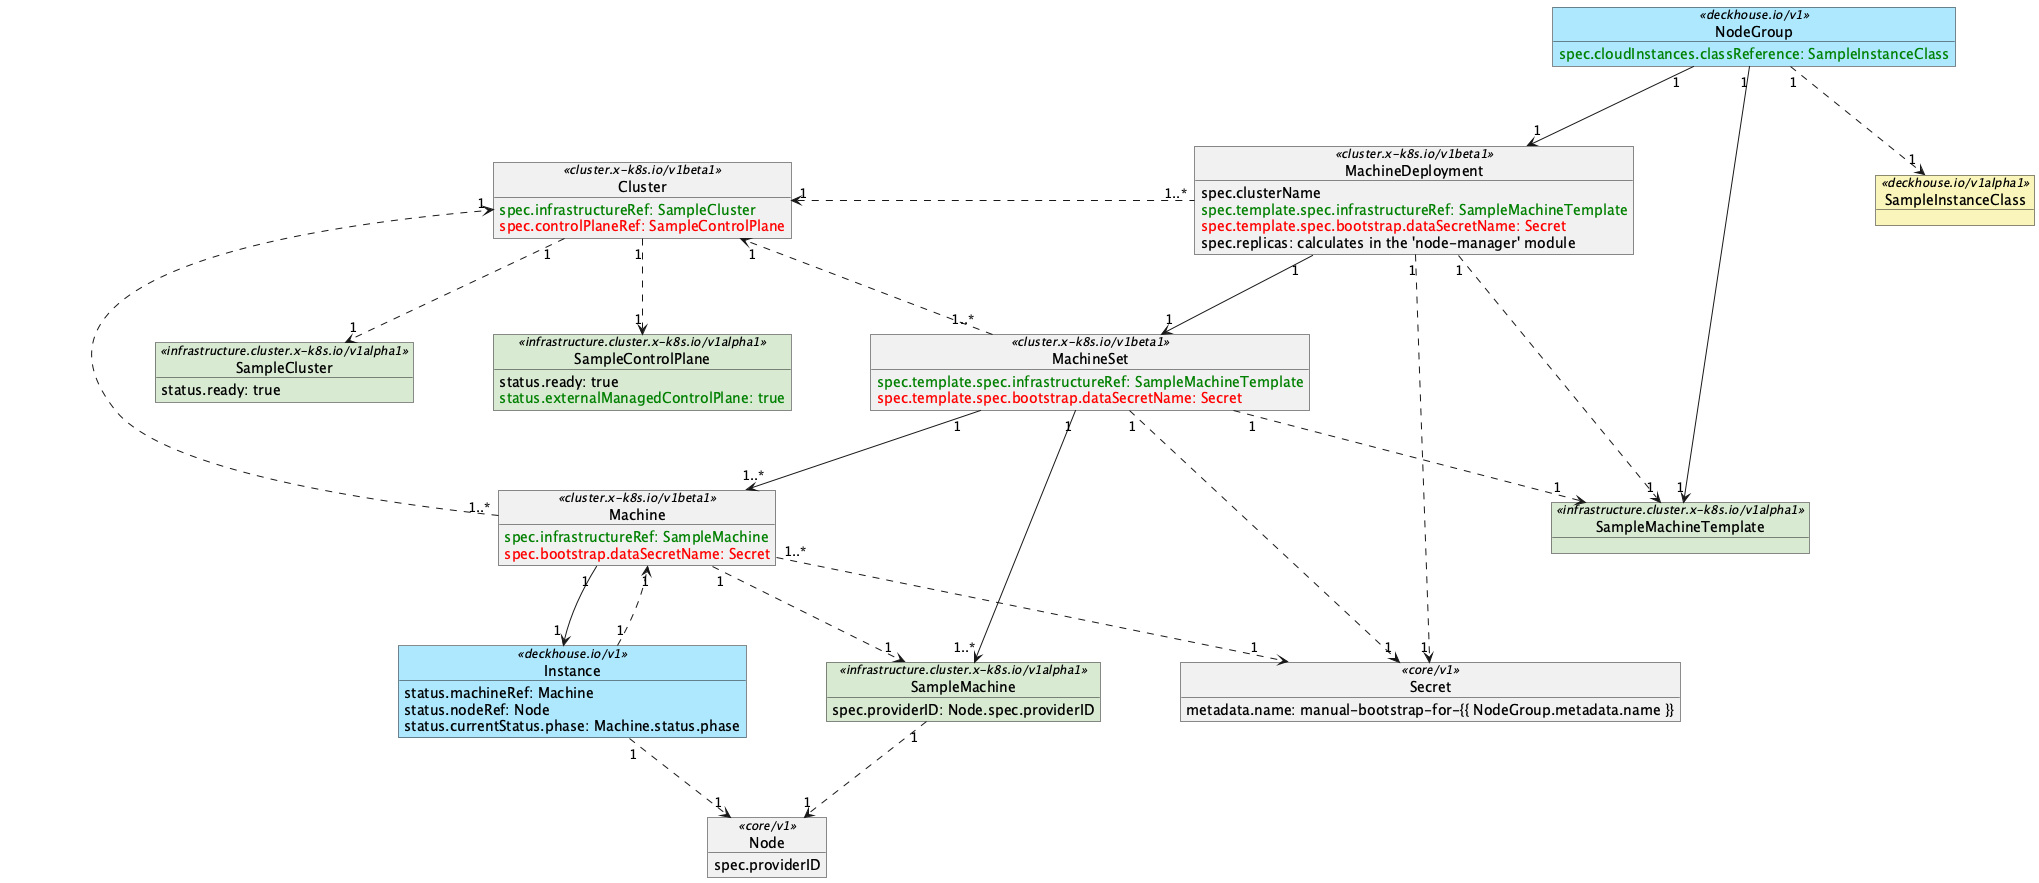 «deckhouse.io/v1»
NodeGroup
spec.cloudInstances.classReference: SampleInstanceClass
1
1
1
1
1
«cluster.x-k8s.io/v1beta1»
MachineDeployment
spec.clusterName
spec.template.spec.infrastructureRef: SampleMachineTemplate
spec.template.spec.bootstrap.dataSecretName: Secret
spec.replicas: calculates in the 'node-manager' module
«deckhouse.io/v1alpha1»
SampleInstanceClass
«cluster.x-k8s.io/v1beta1»
Cluster
spec.infrastructureRef: SampleCluster
spec.controlPlaneRef: SampleControlPlane
1
1
1..*
1
1
1
1
1
1
1
1
1..*
1
«infrastructure.cluster.x-k8s.io/v1alpha1»
SampleCluster
status.ready: true
«infrastructure.cluster.x-k8s.io/v1alpha1»
SampleControlPlane
status.ready: true
status.externalManagedControlPlane: true
«cluster.x-k8s.io/v1beta1»
MachineSet
spec.template.spec.infrastructureRef: SampleMachineTemplate
spec.template.spec.bootstrap.dataSecretName: Secret
1
1
1
1
1..*
1
1
1
1..*
«cluster.x-k8s.io/v1beta1»
Machine
spec.infrastructureRef: SampleMachine
spec.bootstrap.dataSecretName: Secret
«infrastructure.cluster.x-k8s.io/v1alpha1»
SampleMachineTemplate
1..*
1
1
1
1
1
1
1..*
1
1
1
«deckhouse.io/v1»
Instance
status.machineRef: Machine
status.nodeRef: Node
status.currentStatus.phase: Machine.status.phase
«infrastructure.cluster.x-k8s.io/v1alpha1»
SampleMachine
spec.providerID: Node.spec.providerID
«core/v1»
Secret
metadata.name: manual-bootstrap-for-{{ NodeGroup.metadata.name }}
1
1
1
1
«core/v1»
Node
spec.providerID